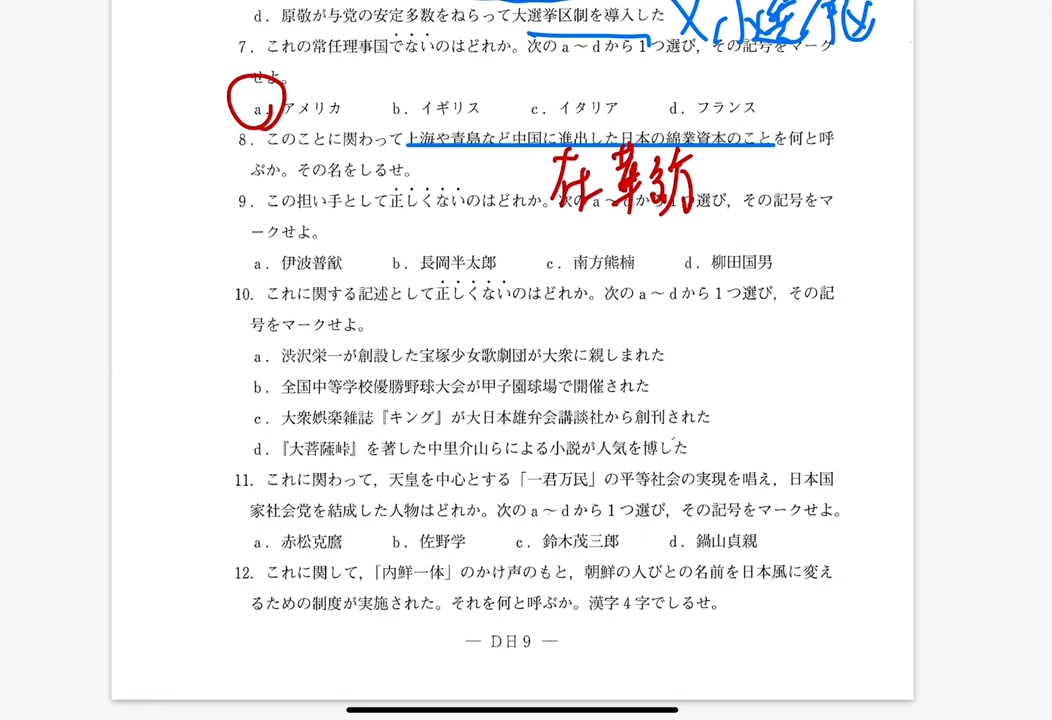 d．原敬が与党の安定多数をねらって大選挙区制を導入した
×小選挙区
7．これの常任理事国でないのはどれか。次のａ～ｄから１つ選び，その記号をマーク
せよ。
a．アメリカ　b．イギリス　c．イタリア　d．フランス
8．このことに関わって上海や青島など中国に進出した日本の綿業資本のことを何と呼
ぶか。その名をしるせ。
在華紡
9．この担い手として正しくないのはどれか。次のａ～ｄから１つ選び，その記号をマ
ークせよ。
a．伊波普猷　b．長岡半太郎　c．南方熊楠　d．柳田国男
10．これに関する記述として正しくないのはどれか。次のａ～ｄから１つ選び，その記
号をマークせよ。
a．渋沢栄一が創設した宝塚少女歌劇団が大衆に親しまれた
b．全国中等学校優勝野球大会が甲子園球場で開催された
c．大衆娯楽雑誌『キング』が大日本雄弁会講談社から創刊された
d．『大菩薩峠』を著した中里介山らによる小説が人気を博した
11．これに関わって，天皇を中心とする「一君万民」の平等社会の実現を唱え，日本国
家社会党を結成した人物はどれか。次のａ～ｄから１つ選び，その記号をマークせよ。
a．赤松克麿　b．佐野学　c．鈴木茂三郎　d．鍋山貞親
12．これに関して，「内鮮一体」のかけ声のもと，朝鮮の人びとの名前を日本風に変え
るための制度が実施された。それを何と呼ぶか。漢字４字でしるせ。
― D日9 ―